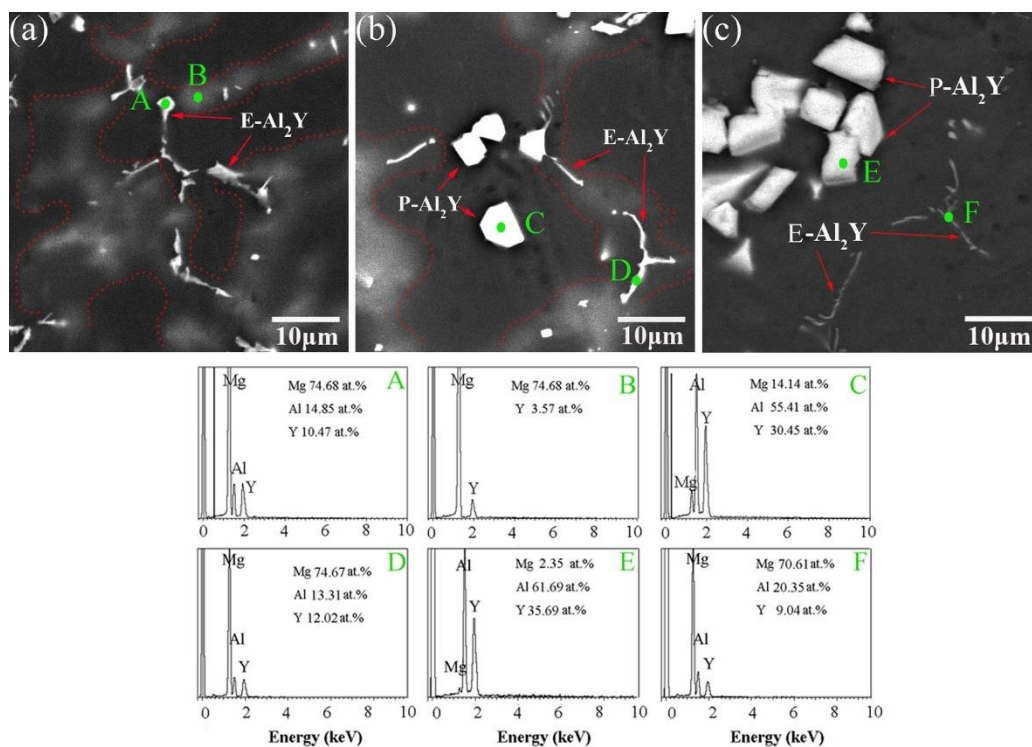 (a)
B
A
E-Al₂Y
10μm
(b)
E-Al₂Y
P-Al₂Y
C
D
10μm
(c)
P-Al₂Y
E
F
E-Al₂Y
10μm
A
Mg
Mg 74.68 at.%
Al 14.85 at.%
Y 10.47 at.%
Al
Y
0 2 4 6 8 10
B
Mg
Mg 74.68 at.%
Y 3.57 at.%
Y
0 2 4 6 8 10
C
Al
Mg 14.14 at.%
Al 55.41 at.%
Y 30.45 at.%
Y
Mg
0 2 4 6 8 10
D
Mg
Mg 74.67 at.%
Al 13.31 at.%
Y 12.02 at.%
Al
Y
0 2 4 6 8 10
Energy (keV)
E
Al
Mg 2.35 at.%
Al 61.69 at.%
Y 35.69 at.%
Y
Mg
0 2 4 6 8 10
Energy (keV)
F
Mg
Mg 70.61 at.%
Al 20.35 at.%
Y 9.04 at.%
Al
Y
0 2 4 6 8 10
Energy (keV)